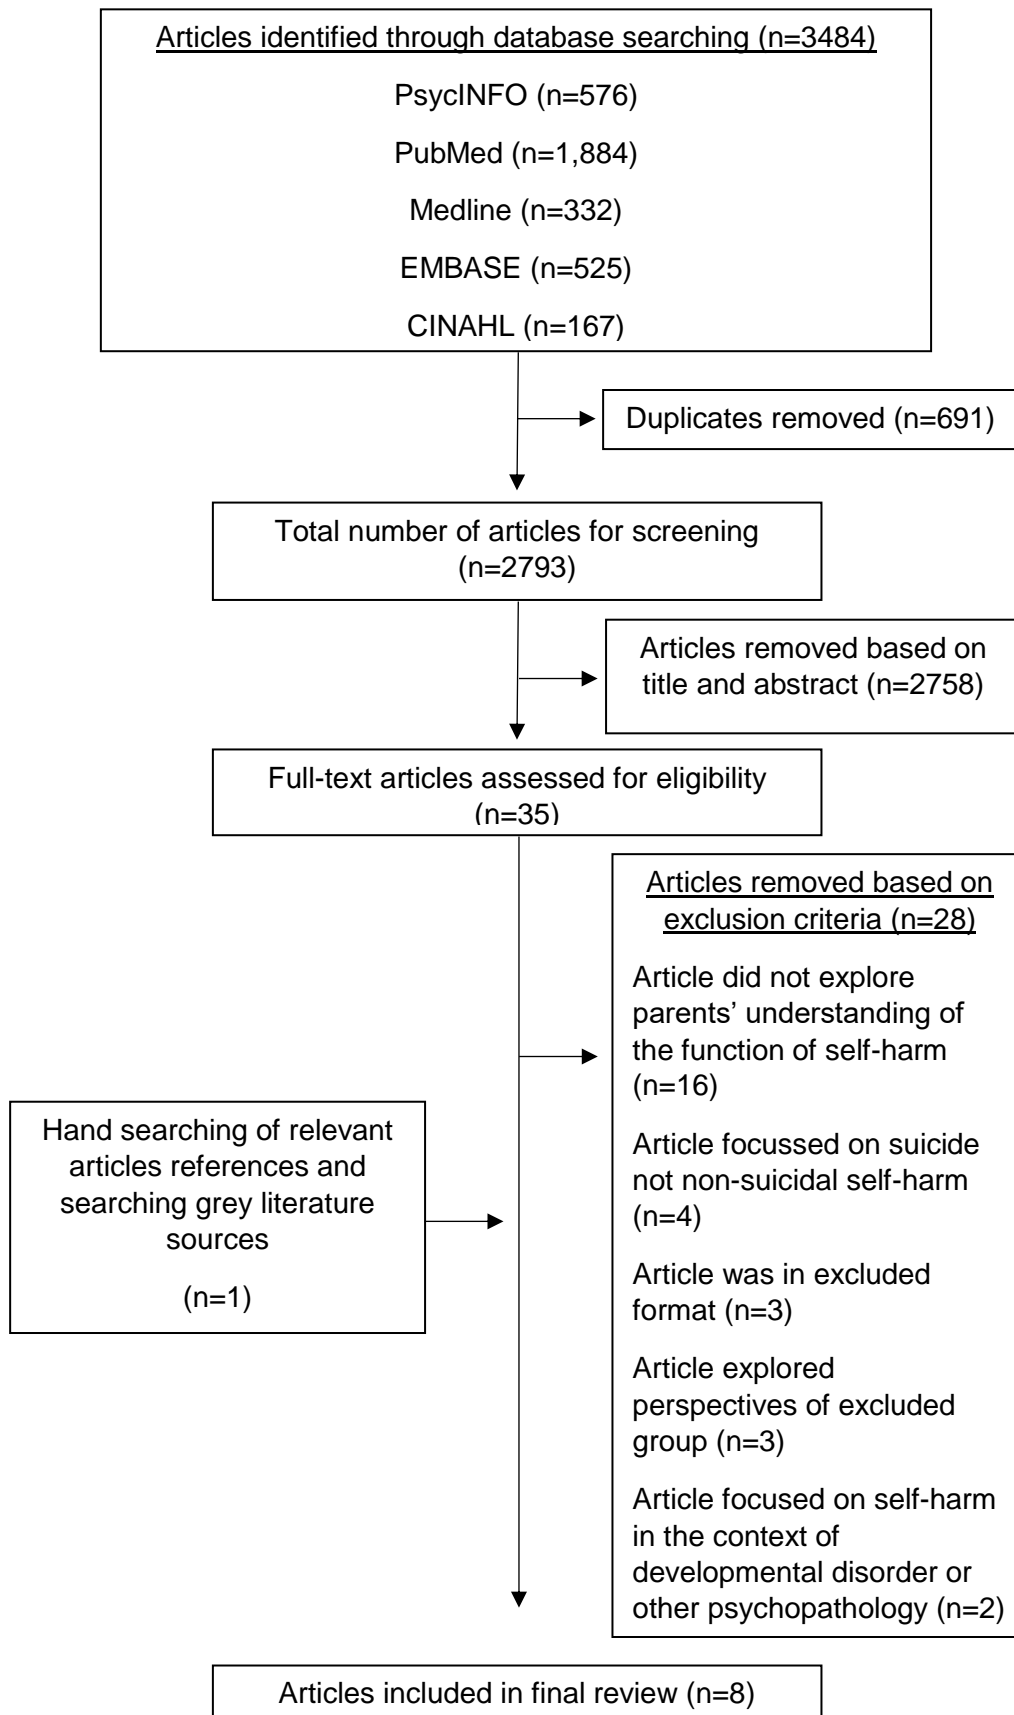 Articles identified through database searching (n=3484)
PsycINFO (n=576)
PubMed (n=1,884)
Medline (n=332)
EMBASE (n=525)
CINAHL (n=167)
Duplicates removed (n=691)
Total number of articles for screening
(n=2793)
Articles removed based on
title and abstract (n=2758)
Full-text articles assessed for eligibility
(n=35)
Articles removed based on
exclusion criteria (n=28)
Article did not explore
parents’ understanding of
the function of self-harm
(n=16)
Article focussed on suicide
not non-suicidal self-harm
(n=4)
Article was in excluded
format (n=3)
Article explored
perspectives of excluded
group (n=3)
Article focused on self-harm
in the context of
developmental disorder or
other psychopathology (n=2)
Hand searching of relevant
articles references and
searching grey literature
sources
(n=1)
Articles included in final review (n=8)